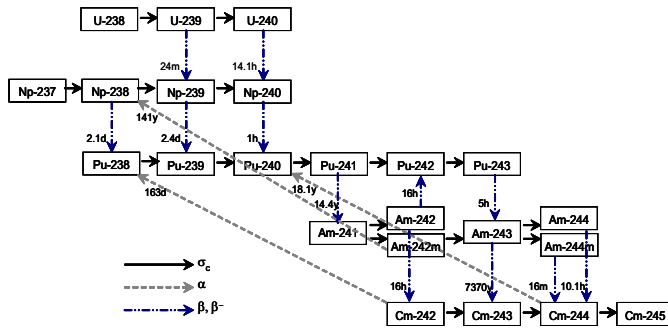 U-238 U-239 U-240
24m 14.1h
Np-237 Np-238 Np-239 Np-240
141y
2.1d 2.4d 1h
Pu-238 Pu-239 Pu-240 Pu-241 Pu-242 Pu-243
163d 18.1y 16h
14.4y 5h
Am-242 Am-244
Am-241 Am-243
Am-242m Am-244m
σc
α
16h 7370y 16m 10.1h
β, β⁻
Cm-242 Cm-243 Cm-244 Cm-245